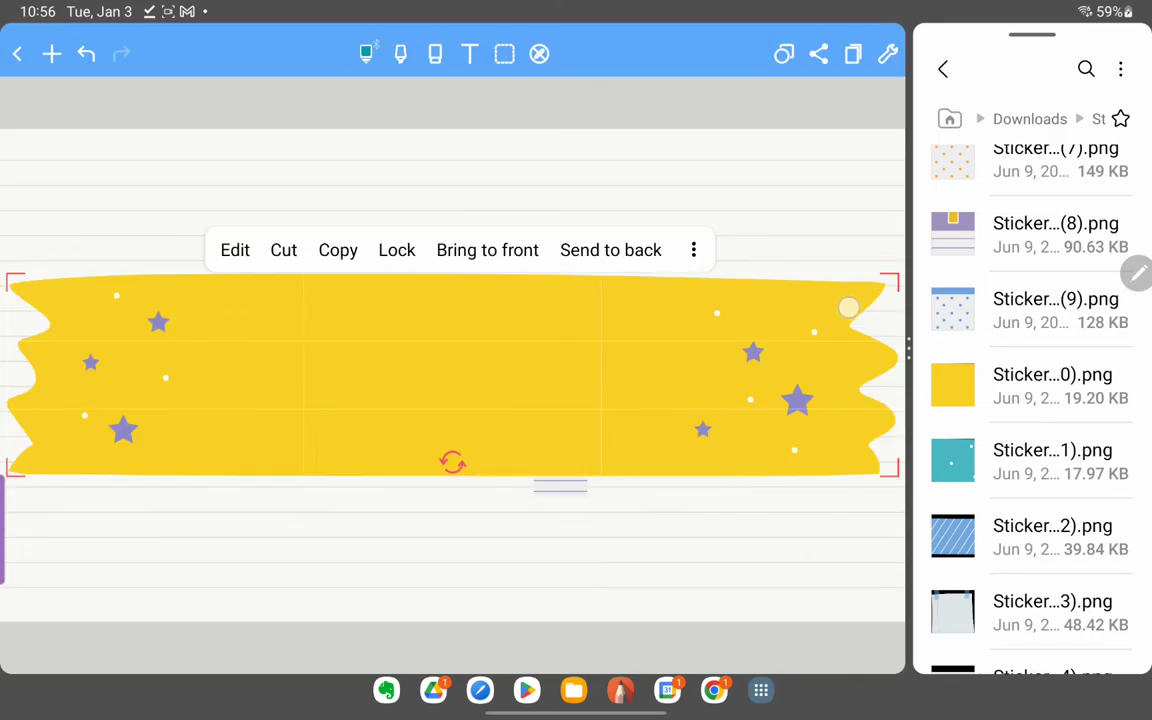 10:56 Tue, Jan 3
59%
T
Edit Cut Copy Lock Bring to front Send to back
Downloads St
Sticker...(7).png
Jun 9, 20... 149 KB
Sticker...(8).png
Jun 9, 2... 90.63 KB
Sticker...(9).png
Jun 9, 20... 128 KB
Sticker...0).png
Jun 9, 2... 19.20 KB
Sticker...1).png
Jun 9, 2... 17.97 KB
Sticker...2).png
Jun 9, 2... 39.84 KB
Sticker...3).png
Jun 9, 2... 48.42 KB
1
31 1
1